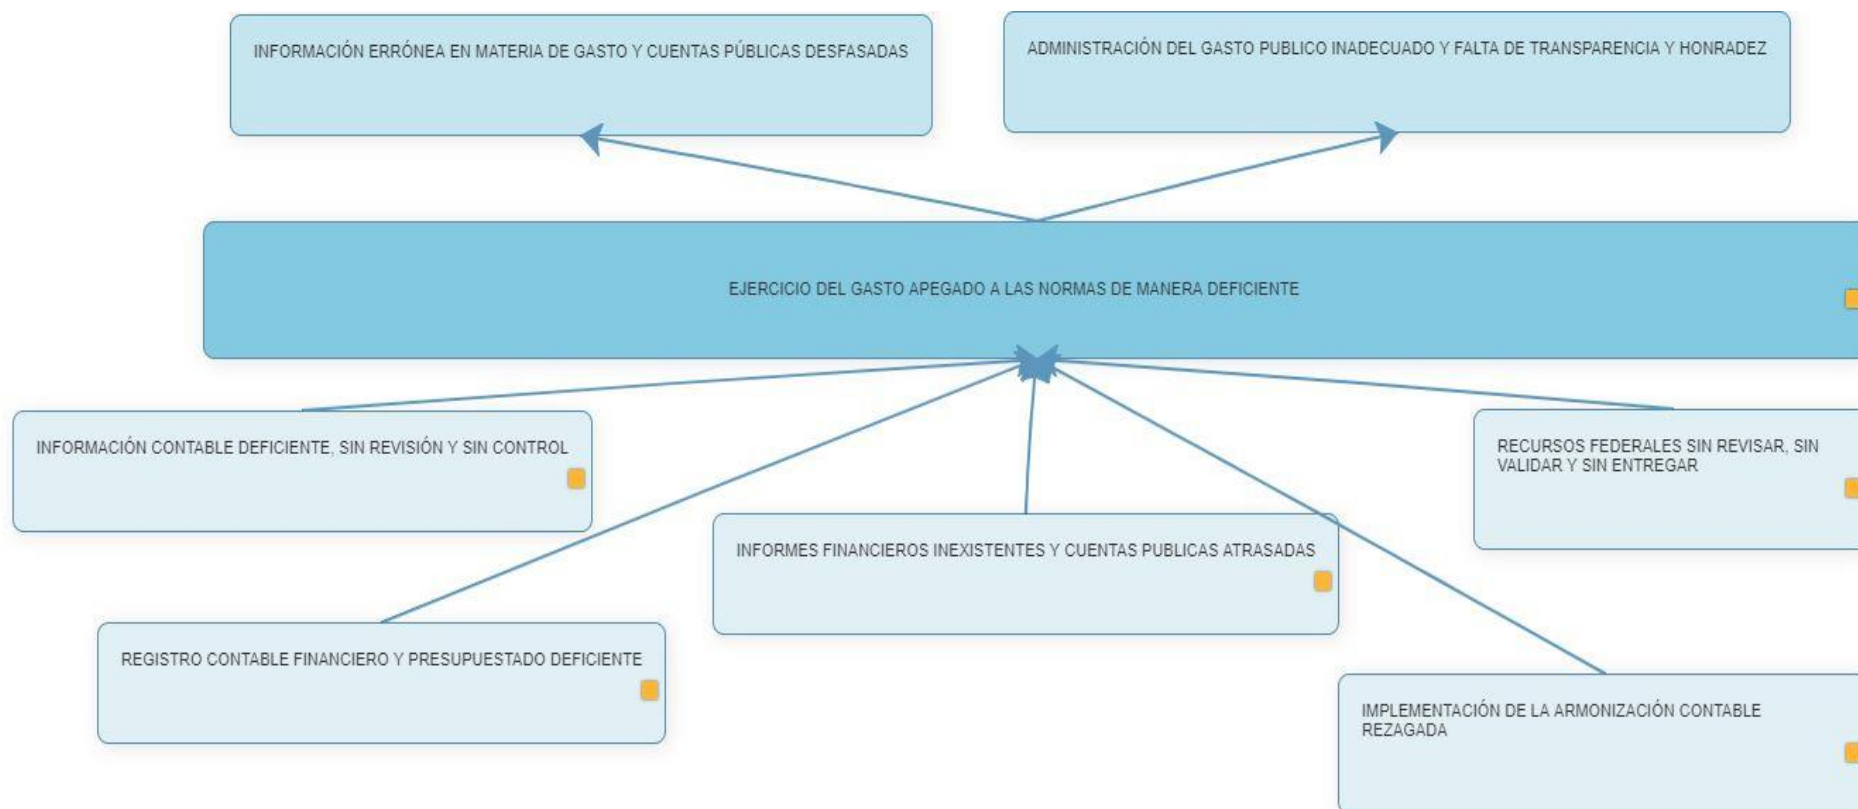 INFORMACIÓN ERRÓNEA EN MATERIA DE GASTO Y CUENTAS PÚBLICAS DESFASADAS
ADMINISTRACIÓN DEL GASTO PUBLICO INADECUADO Y FALTA DE TRANSPARENCIA Y HONRADEZ
EJERCICIO DEL GASTO APEGADO A LAS NORMAS DE MANERA DEFICIENTE
INFORMACIÓN CONTABLE DEFICIENTE, SIN REVISIÓN Y SIN CONTROL
RECURSOS FEDERALES SIN REVISAR, SIN
VALIDAR Y SIN ENTREGAR
INFORMES FINANCIEROS INEXISTENTES Y CUENTAS PUBLICAS ATRASADAS
REGISTRO CONTABLE FINANCIERO Y PRESUPUESTADO DEFICIENTE
IMPLEMENTACIÓN DE LA ARMONIZACIÓN CONTABLE
REZAGADA